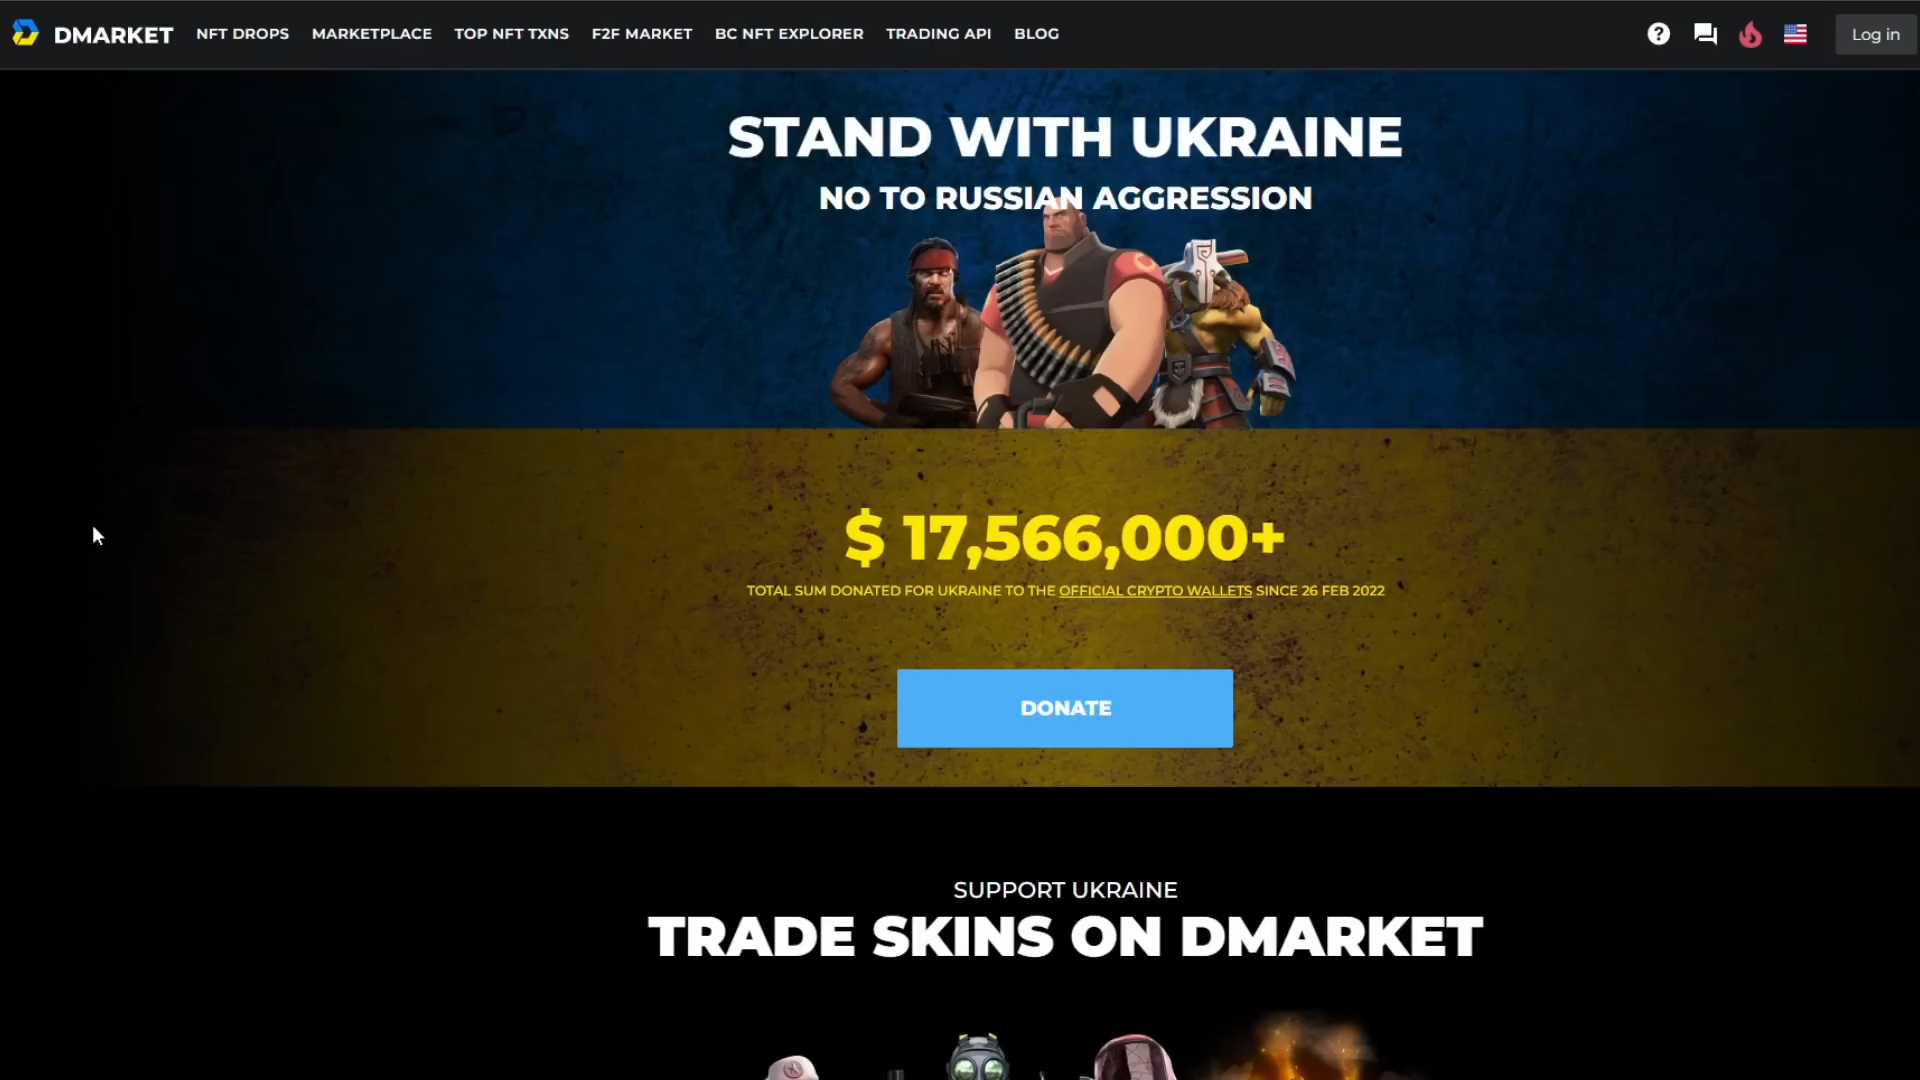 DMARKET NFT DROPS MARKETPLACE TOP NFT TXNS F2F MARKET BC NFT EXPLORER TRADING API BLOG Log in
STAND WITH UKRAINE
NO TO RUSSIAN AGGRESSION
$ 17,566,000+
TOTAL SUM DONATED FOR UKRAINE TO THE OFFICIAL CRYPTO WALLETS SINCE 26 FEB 2022
DONATE
SUPPORT UKRAINE
TRADE SKINS ON DMARKET